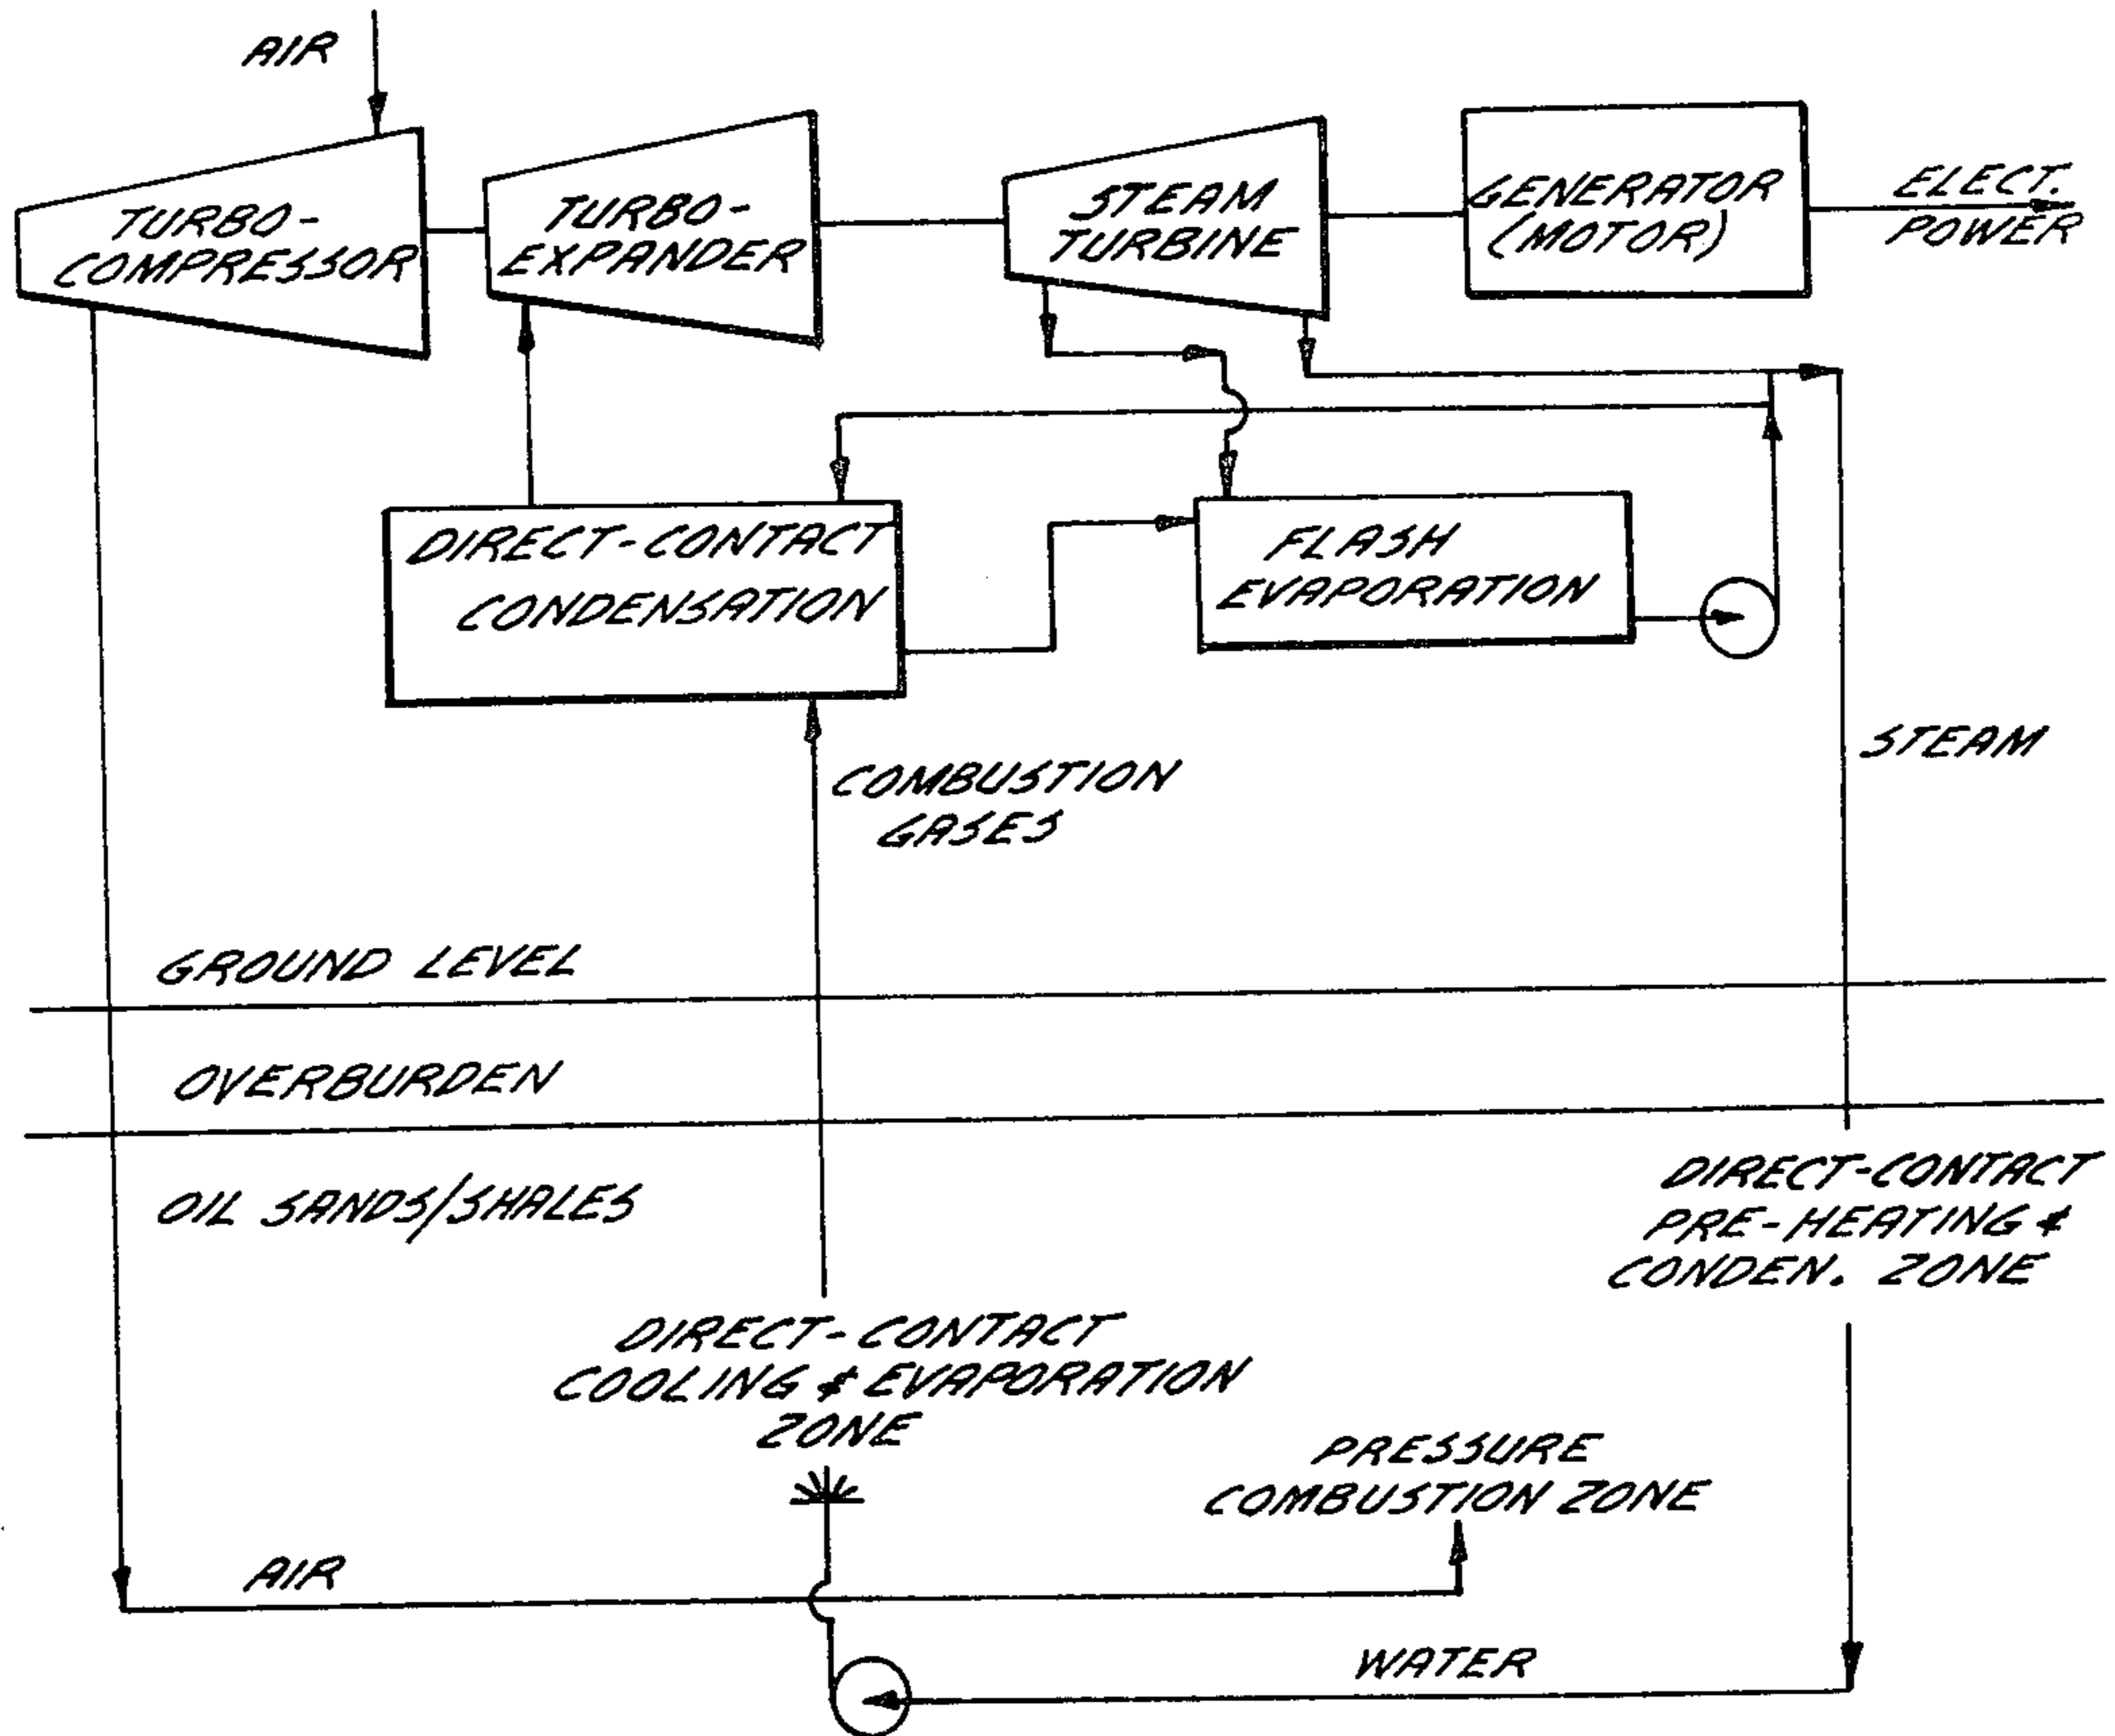 AIR
TURBO-
COMPRESSOR
TURBO-
EXPANDER
STEAM
TURBINE
GENERATOR
(MOTOR)
ELECT.
POWER
DIRECT-CONTACT
CONDENSATION
FLASH
EVAPORATION
STEAM
COMBUSTION
GASES
GROUND LEVEL
OVERBURDEN
OIL SANDS/SHALES
DIRECT-CONTACT
PRE-HEATING &
CONDEN. ZONE
DIRECT-CONTACT
COOLING & EVAPORATION
ZONE
PRESSURE
COMBUSTION ZONE
AIR
WATER